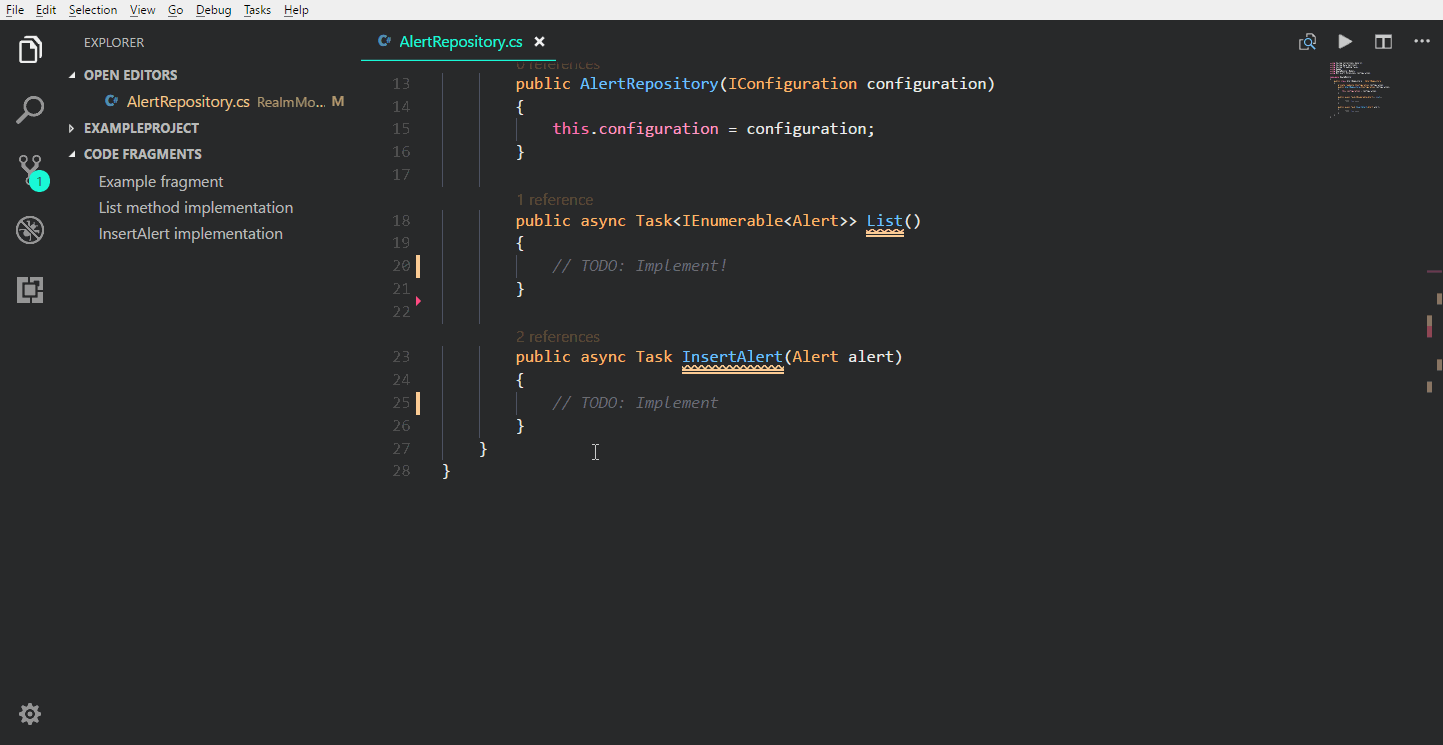 File Edit Selection View Go Debug Tasks Help
EXPLORER
OPEN EDITORS
AlertRepository.cs RealmMo... M
EXAMPLEPROJECT
CODE FRAGMENTS
Example fragment
List method implementation
InsertAlert implementation
1
AlertRepository.cs
0 references
13 public AlertRepository(IConfiguration configuration)
14 {
15 this.configuration = configuration;
16 }
17
1 reference
18 public async Task<IEnumerable<Alert>> List()
19 {
20 // TODO: Implement!
21 }
22
2 references
23 public async Task InsertAlert(Alert alert)
24 {
25 // TODO: Implement
26 }
27 }
28 }